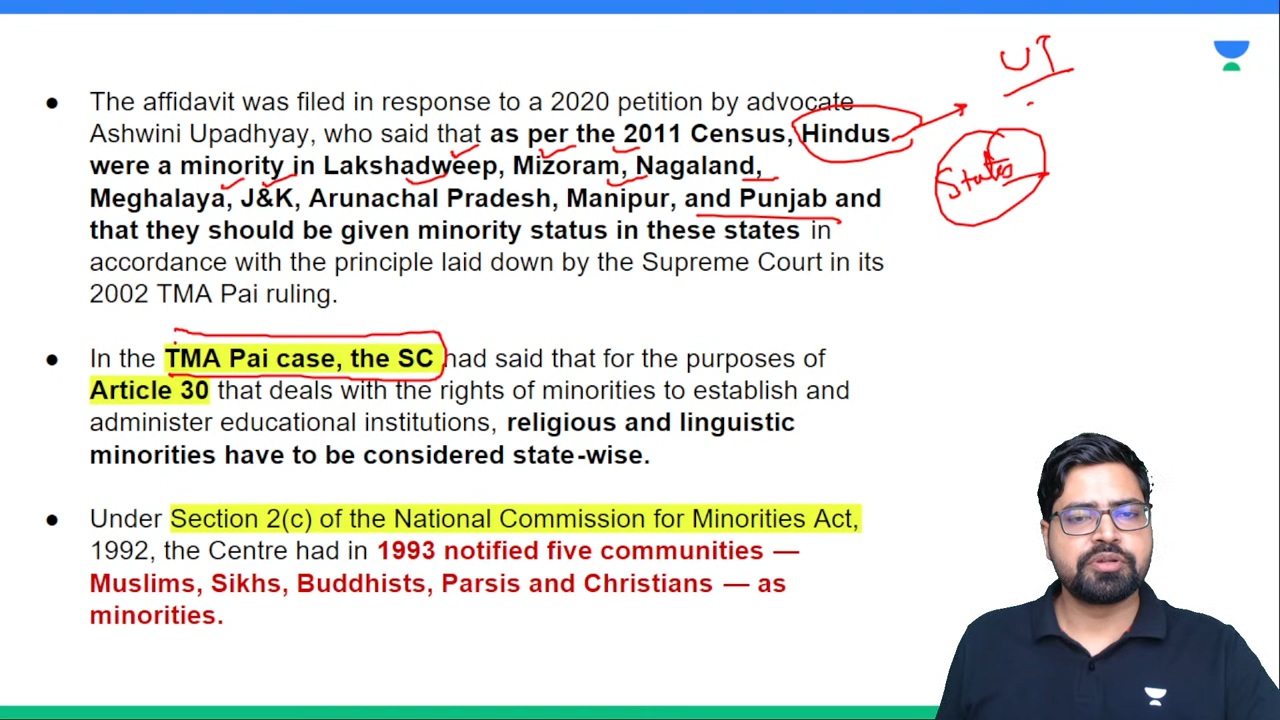 ● The affidavit was filed in response to a 2020 petition by advocate
Ashwini Upadhyay, who said that as per the 2011 Census, Hindus
were a minority in Lakshadweep, Mizoram, Nagaland,
Meghalaya, J&K, Arunachal Pradesh, Manipur, and Punjab and
that they should be given minority status in these states in
accordance with the principle laid down by the Supreme Court in its
2002 TMA Pai ruling.
● In the TMA Pai case, the SC had said that for the purposes of
Article 30 that deals with the rights of minorities to establish and
administer educational institutions, religious and linguistic
minorities have to be considered state-wise.
● Under Section 2(c) of the National Commission for Minorities Act,
1992, the Centre had in 1993 notified five communities —
Muslims, Sikhs, Buddhists, Parsis and Christians — as
minorities.
UT
States